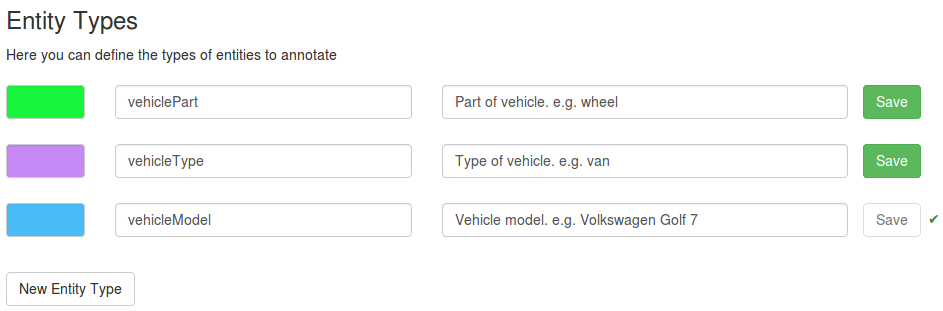 Entity Types
Here you can define the types of entities to annotate
vehiclePart Part of vehicle. e.g. wheel Save
vehicleType Type of vehicle. e.g. van Save
vehicleModel Vehicle model. e.g. Volkswagen Golf 7 Save ✔
New Entity Type